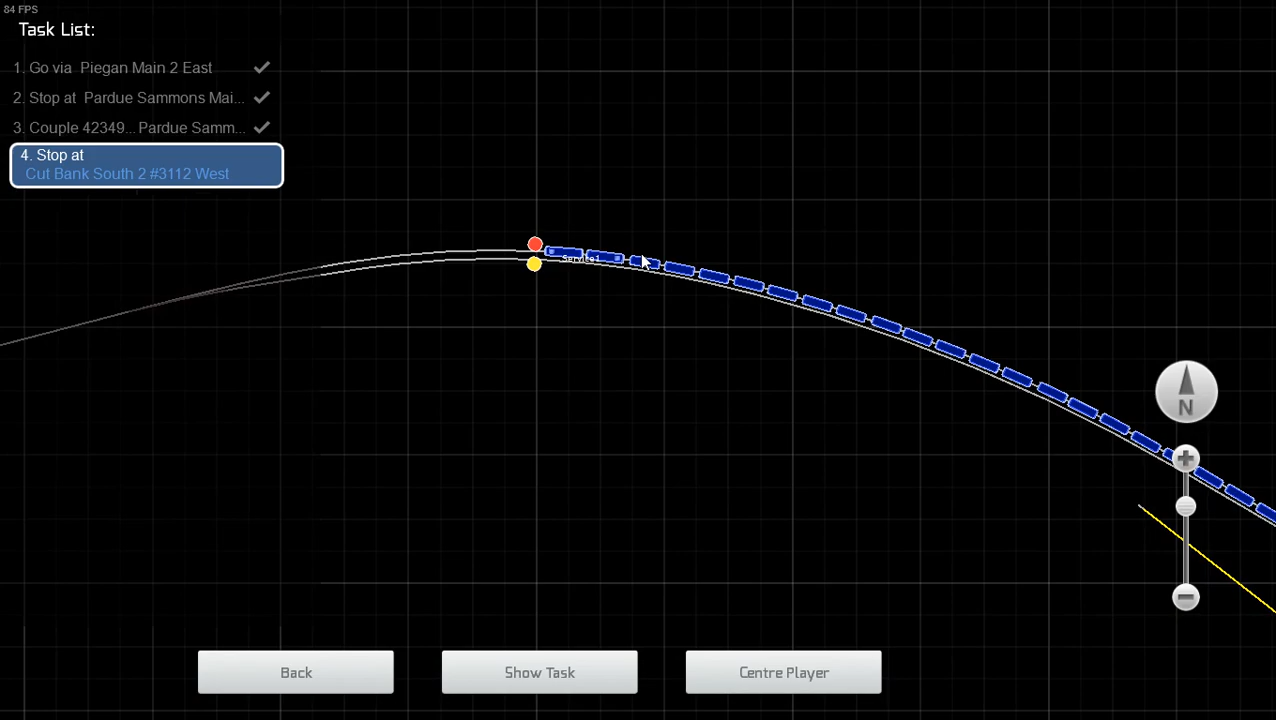 84 FPS
Task List:
1. Go via Piegan Main 2 East
2. Stop at Pardue Sammons Mai...
3. Couple 42349... Pardue Samm...
4. Stop at
Cut Bank South 2 #3112 West
Service1
N
Back
Show Task
Centre Player